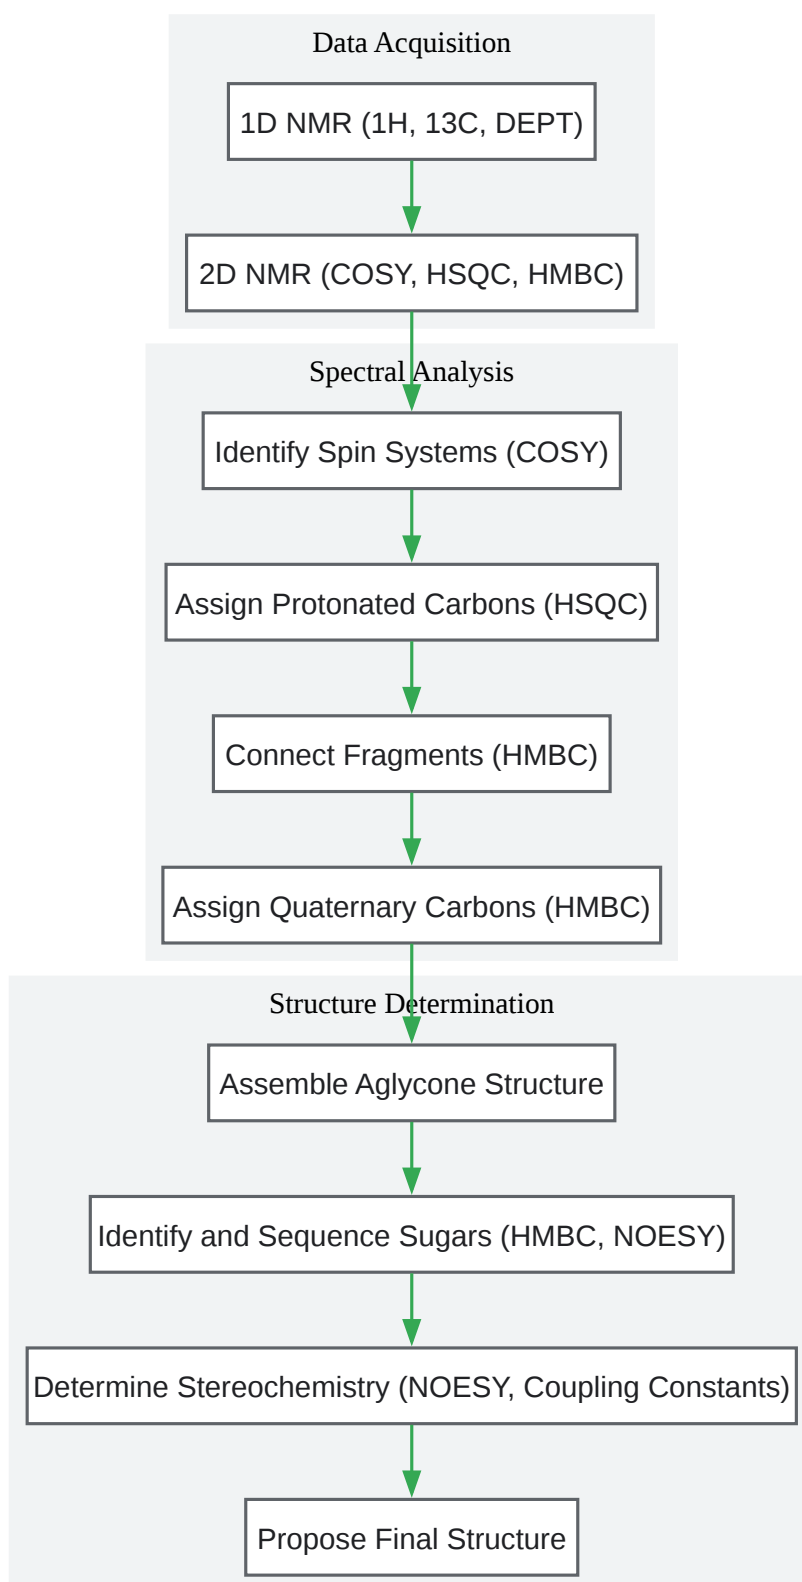 Data Acquisition
1D NMR (1H, 13C, DEPT)
2D NMR (COSY, HSQC, HMBC)
Spectral Analysis
Identify Spin Systems (COSY)
Assign Protonated Carbons (HSQC)
Connect Fragments (HMBC)
Assign Quaternary Carbons (HMBC)
Structure Determination
Assemble Aglycone Structure
Identify and Sequence Sugars (HMBC, NOESY)
Determine Stereochemistry (NOESY, Coupling Constants)
Propose Final Structure